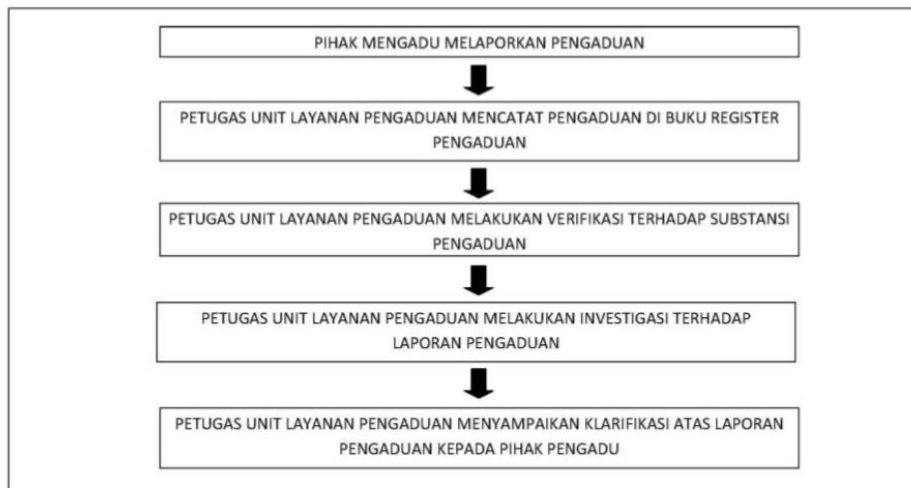 PIHAK MENGADU MELAPORKAN PENGADUAN
PETUGAS UNIT LAYANAN PENGADUAN MENCATAT PENGADUAN DI BUKU REGISTER
PENGADUAN
PETUGAS UNIT LAYANAN PENGADUAN MELAKUKAN VERIFIKASI TERHADAP SUBSTANSI
PENGADUAN
PETUGAS UNIT LAYANAN PENGADUAN MELAKUKAN INVESTIGASI TERHADAP
LAPORAN PENGADUAN
PETUGAS UNIT LAYANAN PENGADUAN MENYAMPAIKAN KLARIFIKASI ATAS LAPORAN
PENGADUAN KEPADA PIHAK PENGADU